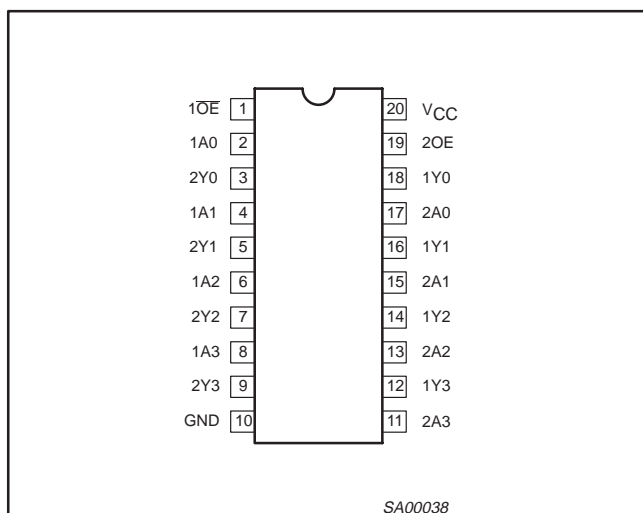 1O̅E̅ 1 20 VCC
1A0 2 19 2OE
2Y0 3 18 1Y0
1A1 4 17 2A0
2Y1 5 16 1Y1
1A2 6 15 2A1
2Y2 7 14 1Y2
1A3 8 13 2A2
2Y3 9 12 1Y3
GND 10 11 2A3
SA00038